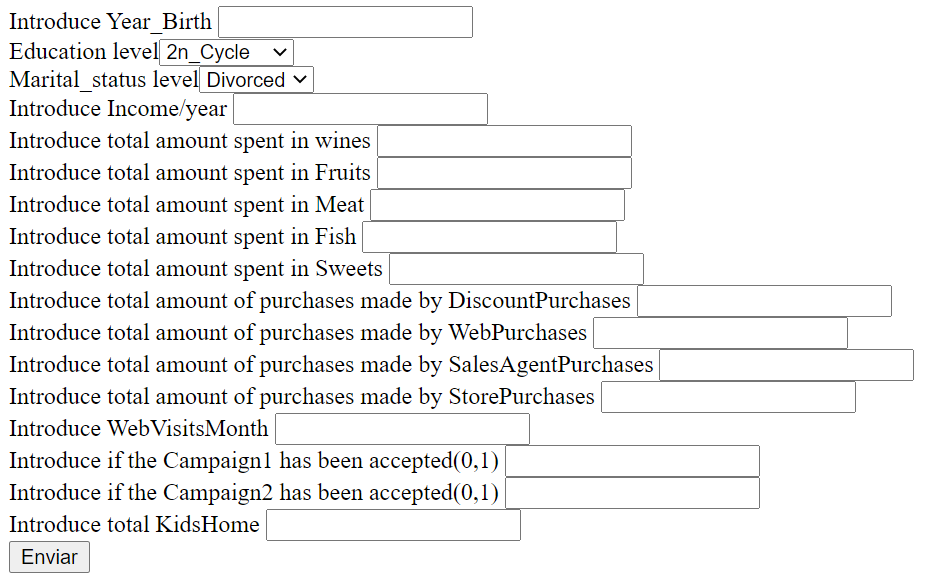 Introduce Year_Birth
Education level 2n_Cycle
Marital_status level Divorced
Introduce Income/year
Introduce total amount spent in wines
Introduce total amount spent in Fruits
Introduce total amount spent in Meat
Introduce total amount spent in Fish
Introduce total amount spent in Sweets
Introduce total amount of purchases made by DiscountPurchases
Introduce total amount of purchases made by WebPurchases
Introduce total amount of purchases made by SalesAgentPurchases
Introduce total amount of purchases made by StorePurchases
Introduce WebVisitsMonth
Introduce if the Campaign1 has been accepted(0,1)
Introduce if the Campaign2 has been accepted(0,1)
Introduce total KidsHome
Enviar